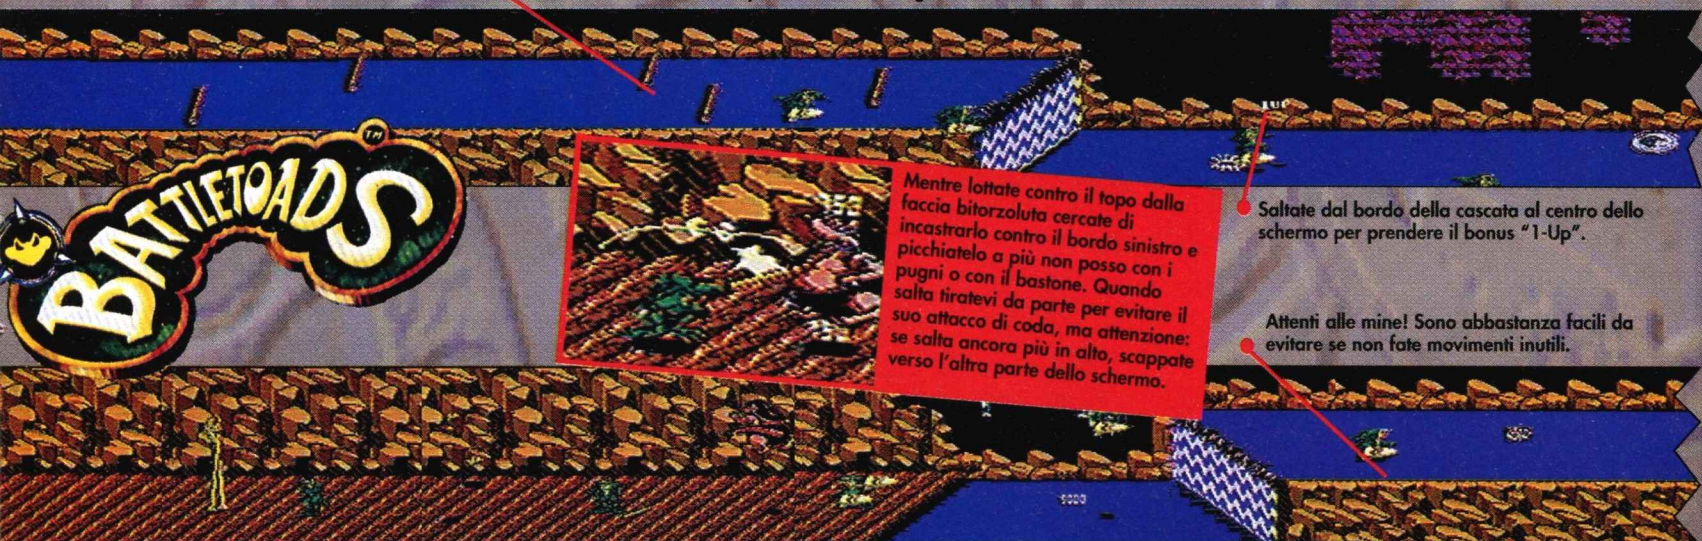 BATTLETOADS
TM
Mentre lottate contro il topo dalla
faccia bitorzoluta cercate di
incastrarlo contro il bordo sinistro e
picchiatelo a più non posso con i
pugni o con il bastone. Quando
salta tiratevi da parte per evitare il
suo attacco di coda, ma attenzione:
se salta ancora più in alto, scappate
verso l'altra parte dello schermo.
1UP
Saltate dal bordo della cascata al centro dello
schermo per prendere il bonus "1-Up".
Attenti alle mine! Sono abbastanza facili da
evitare se non fate movimenti inutili.